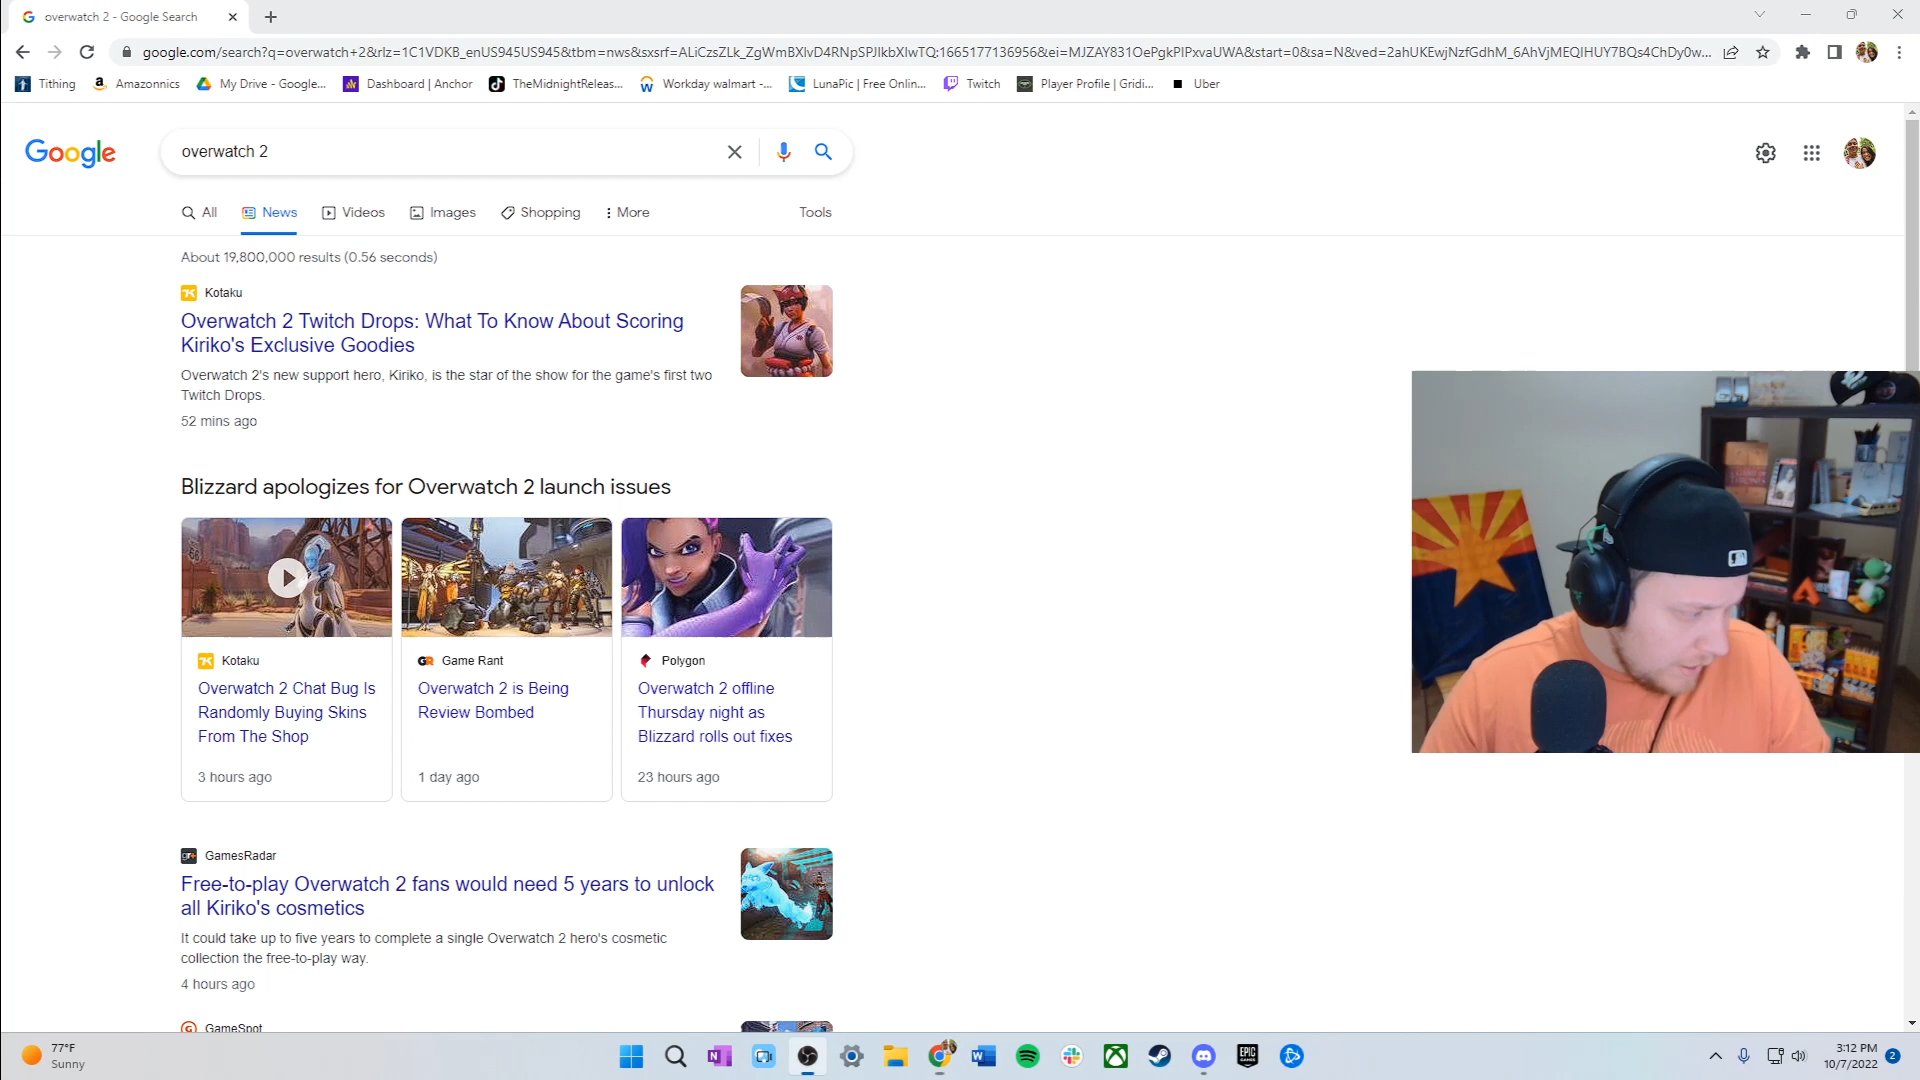 overwatch 2 - Google Search
google.com/search?q=overwatch+2&rlz=1C1VDKB_enUS945US945&tbm=nws&sxsrf=ALiCzsZLk_ZgWmBXlvD4RNpSPJIkbXlwTQ:1665177136956&ei=MJZAY831OePgkPIPxvaUWA&start=0&sa=N&ved=2ahUKEwjNzfGdhM_6AhVjMEQIHUY7BQs4ChDy0w...
Tithing
Amazonnics
My Drive - Google...
Dashboard | Anchor
TheMidnightReleas...
Workday walmart -...
LunaPic | Free Onlin...
Twitch
Player Profile | Gridi...
Uber
Google
overwatch 2
All
News
Videos
Images
Shopping
More
Tools
About 19,800,000 results (0.56 seconds)
Kotaku
Overwatch 2 Twitch Drops: What To Know About Scoring
Kiriko's Exclusive Goodies
Overwatch 2's new support hero, Kiriko, is the star of the show for the game's first two
Twitch Drops.
52 mins ago
Blizzard apologizes for Overwatch 2 launch issues
Kotaku
Overwatch 2 Chat Bug Is
Randomly Buying Skins
From The Shop
3 hours ago
Game Rant
Overwatch 2 is Being
Review Bombed
1 day ago
Polygon
Overwatch 2 offline
Thursday night as
Blizzard rolls out fixes
23 hours ago
GamesRadar
Free-to-play Overwatch 2 fans would need 5 years to unlock
all Kiriko's cosmetics
It could take up to five years to complete a single Overwatch 2 hero's cosmetic
collection the free-to-play way.
4 hours ago
GameSpot
77°F
Sunny
EPIC
GAMES
3:12 PM
10/7/2022
2